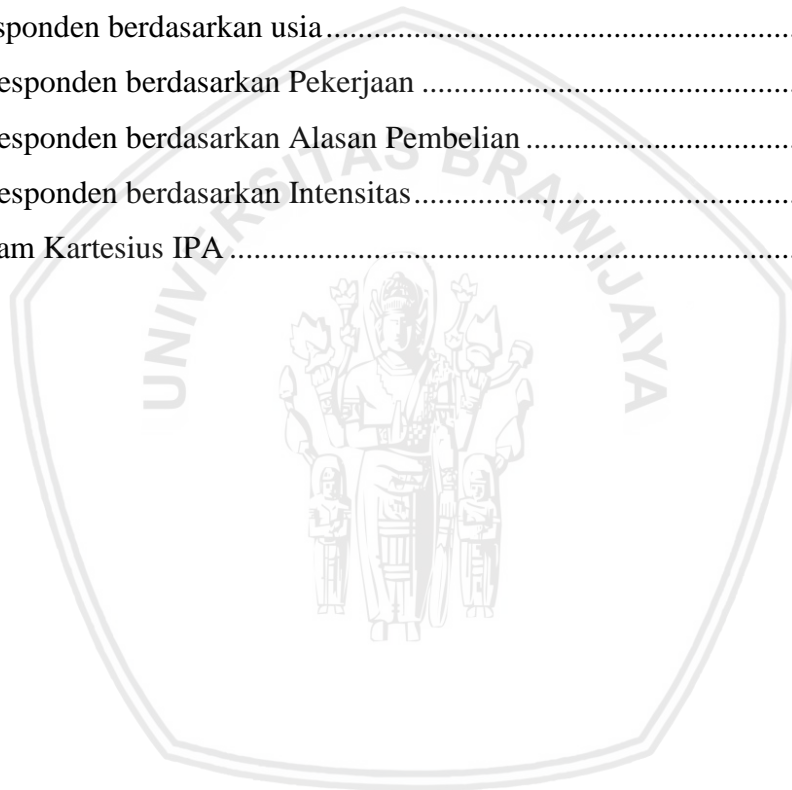 sponden berdasarkan usia..........................................................
esponden berdasarkan Pekerjaan ...............................................
esponden berdasarkan Alasan Pembelian ..................................
esponden berdasarkan Intensitas................................................
am Kartesius IPA ......................................................................
UNIVERSITAS BRAWIJAYA